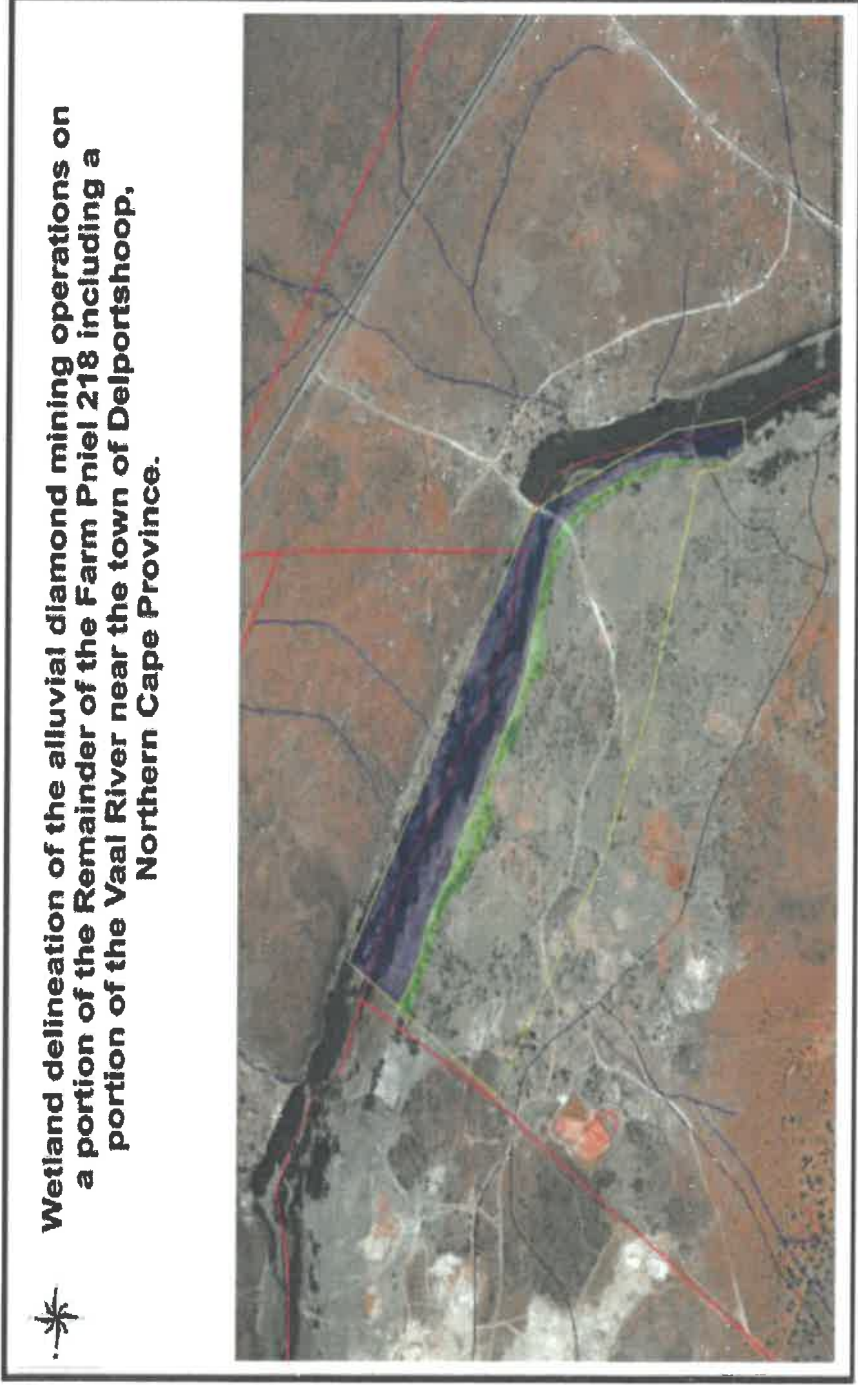 Wetland delineation of the alluvial diamond mining operations on
a portion of the Remainder of the Farm Pniel 218 including a
portion of the Vaal River near the town of Delportshoop,
Northern Cape Province.